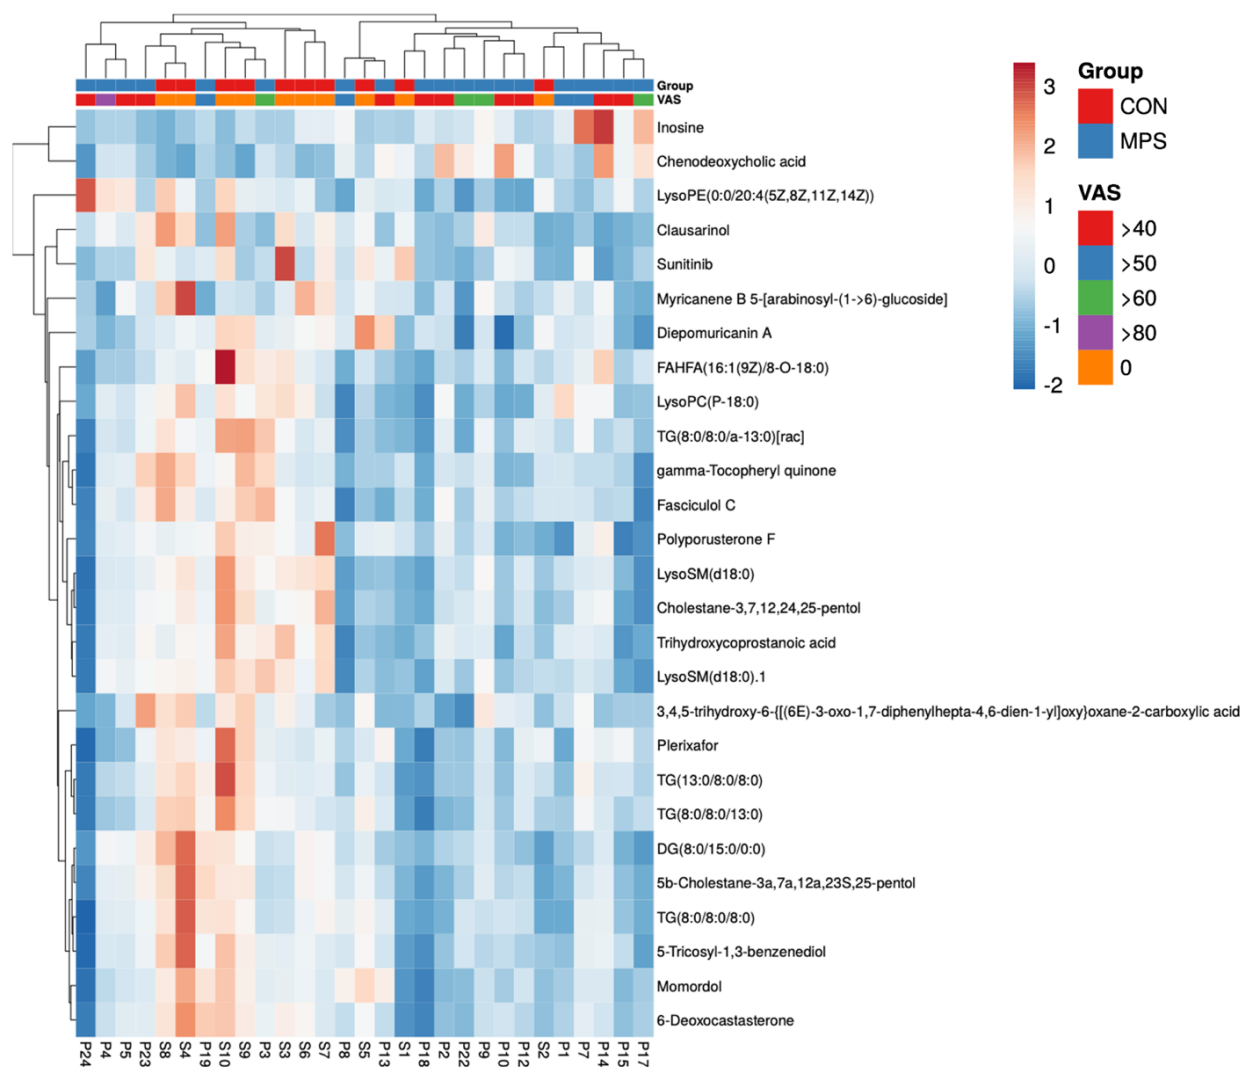 Group
VAS
Inosine
Chenodeoxycholic acid
LysoPE(0:0/20:4(5Z,8Z,11Z,14Z))
Clausarinol
Sunitinib
Myricanene B 5-[arabinosyl-(1->6)-glucoside]
Diepomuricanin A
FAHFA(16:1(9Z)/8-O-18:0)
LysoPC(P-18:0)
TG(8:0/8:0/a-13:0)[rac]
gamma-Tocopheryl quinone
Fasciculol C
Polyporusterone F
LysoSM(d18:0)
Cholestane-3,7,12,24,25-pentol
Trihydroxycoprostanoic acid
LysoSM(d18:0).1
3,4,5-trihydroxy-6-{[(6E)-3-oxo-1,7-diphenylhepta-4,6-dien-1-yl]oxy}oxane-2-carboxylic acid
Plerixafor
TG(13:0/8:0/8:0)
TG(8:0/8:0/13:0)
DG(8:0/15:0/0:0)
5b-Cholestane-3a,7a,12a,23S,25-pentol
TG(8:0/8:0/8:0)
5-Tricosyl-1,3-benzenediol
Momordol
6-Deoxocastasterone
P24 P4 P5 P23 S8 S4 P19 S10 S9 P3 S3 S6 S7 P8 S5 P13 S1 P18 P2 P22 P9 P10 P12 S2 P1 P7 P14 P15 P17
3
2
1
0
-1
-2
Group
CON
MPS
VAS
>40
>50
>60
>80
0